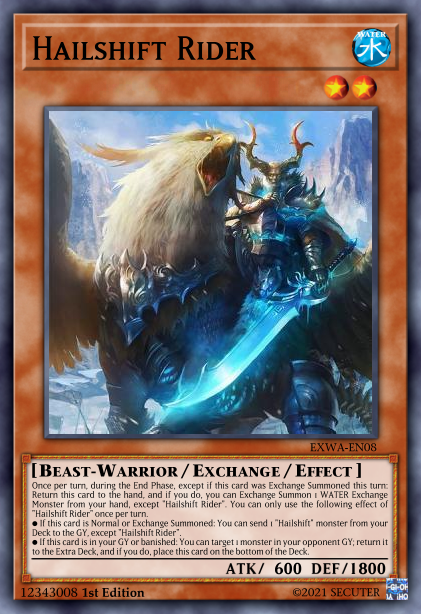 Hailshift Rider
WATER
水
EXWA-EN08
[Beast-Warrior/Exchange/Effect]
Once per turn, during the End Phase, except if this card was Exchange Summoned this turn:
Return this card to the hand, and if you do, you can Exchange Summon 1 WATER Exchange
Monster from your hand, except "Hailshift Rider". You can only use the following effect of
"Hailshift Rider" once per turn.
● If this card is Normal or Exchange Summoned: You can send 1 "Hailshift" monster from your
Deck to the GY, except "Hailshift Rider".
● If this card is in your GY or banished: You can target 1 monster in your opponent GY; return it
to the Extra Deck, and if you do, place this card on the bottom of the Deck.
ATK/ 600 DEF/1800
12343008 1st Edition
©2021 SECUTER